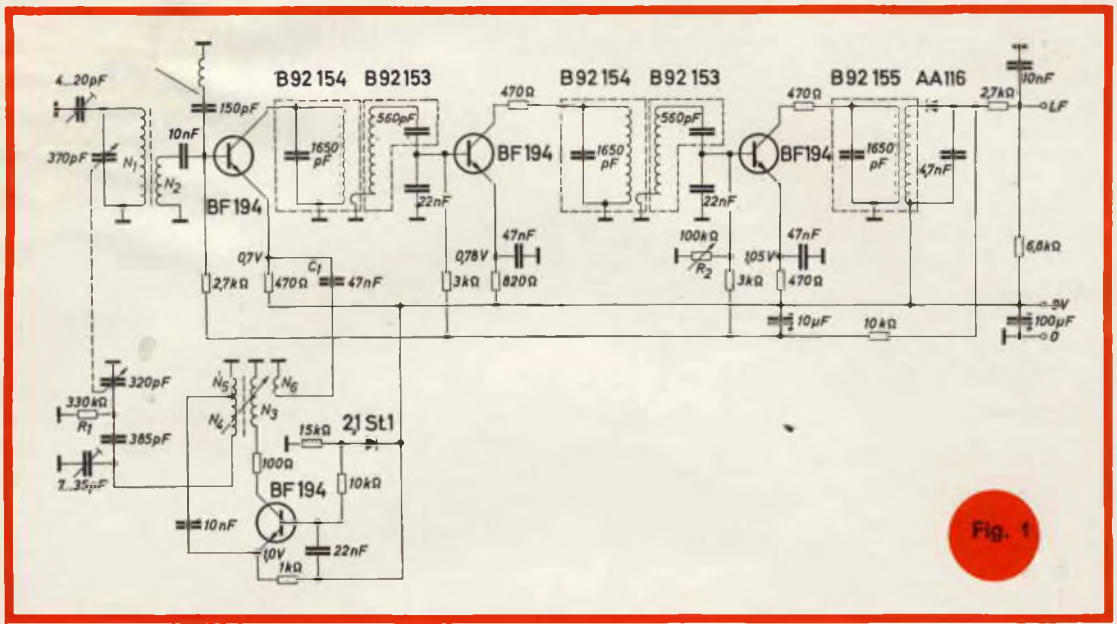 B92 154
B92 153
B92 154
B92 153
B92 155
AA116
4...20pF
150pF
10nF
370pF
N1
N2
BF194
1650 pF
560pF
22nF
470Ω
BF194
1650 pF
560pF
22nF
470Ω
BF194
1650 pF
4,7nF
2,7kΩ
10nF
LF
0,7V
C1
47nF
0,78V
47nF
100kΩ
R2
1,05V
47nF
6,8kΩ
2,7kΩ
470Ω
3kΩ
820Ω
3kΩ
470Ω
10µF
10kΩ
9V
100µF
0
320pF
330kΩ
R1
385pF
7...35pF
N5
N4
N3
N6
100Ω
15kΩ
2,1 St.1
10kΩ
BF194
10nF
1,0V
1kΩ
22nF
Fig. 1